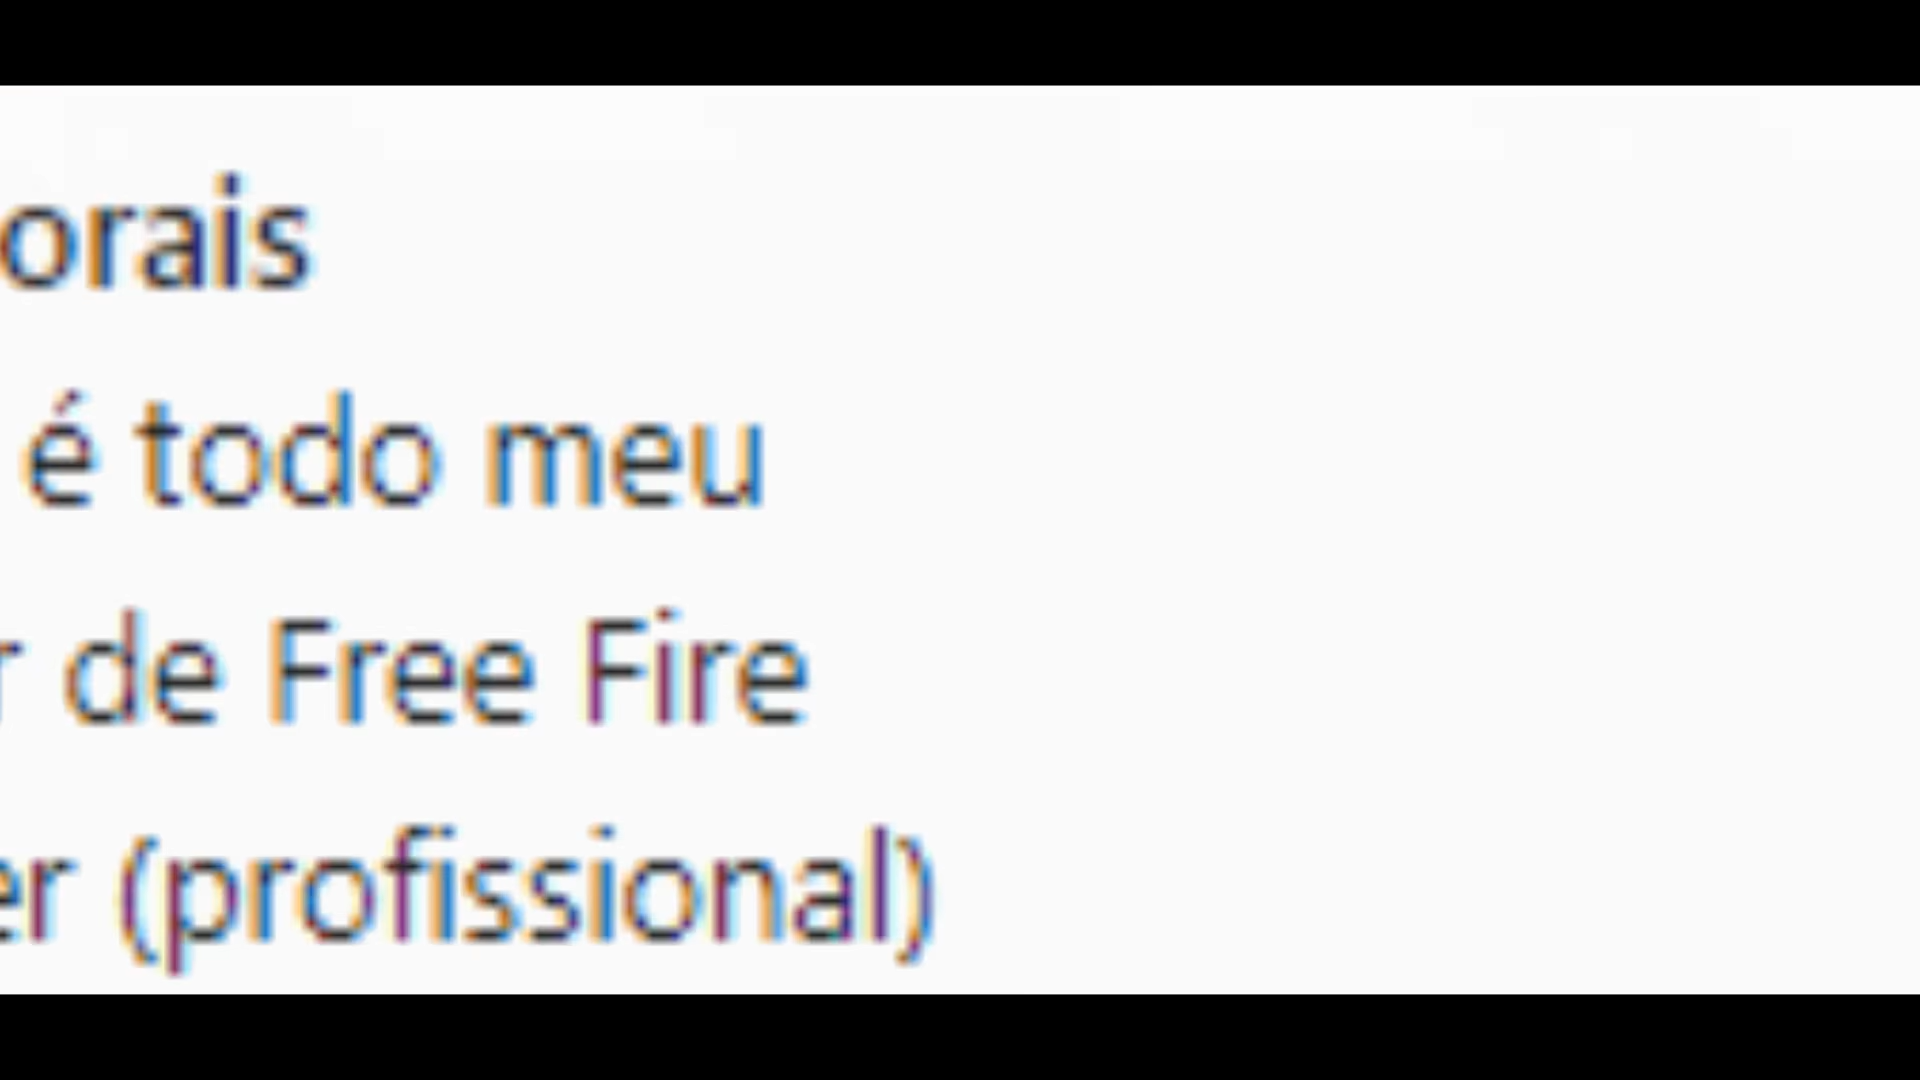 orais
é todo meu
r de Free Fire
er (profissional)